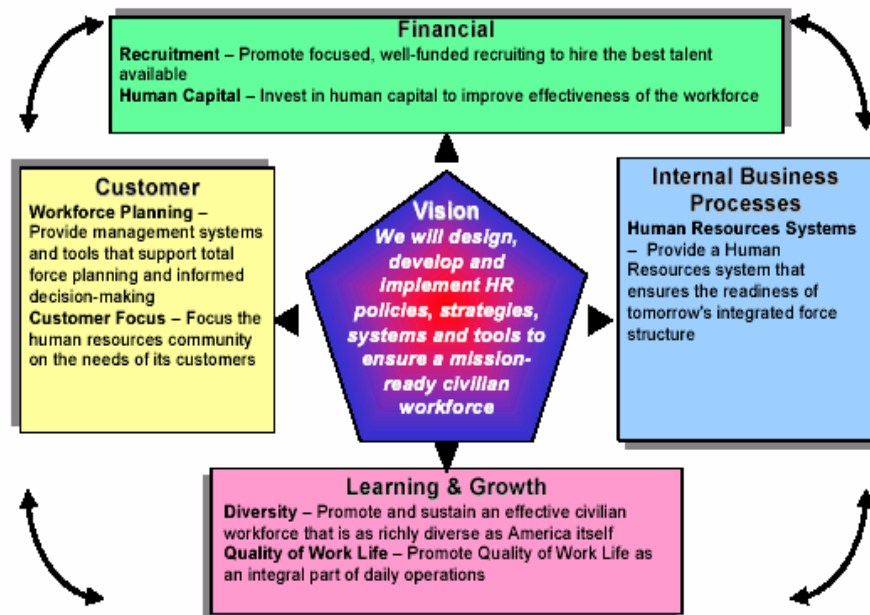 Financial
Recruitment – Promote focused, well-funded recruiting to hire the best talent
available
Human Capital – Invest in human capital to improve effectiveness of the workforce
Customer
Workforce Planning –
Provide management systems
and tools that support total
force planning and informed
decision-making
Customer Focus – Focus the
human resources community
on the needs of its customers
Vision
We will design,
develop and
implement HR
policies, strategies,
systems and tools to
ensure a mission-
ready civilian
workforce
Internal Business
Processes
Human Resources Systems
– Provide a Human
Resources system that
ensures the readiness of
tomorrow's integrated force
structure
Learning & Growth
Diversity – Promote and sustain an effective civilian
workforce that is as richly diverse as America itself
Quality of Work Life – Promote Quality of Work Life as
an integral part of daily operations